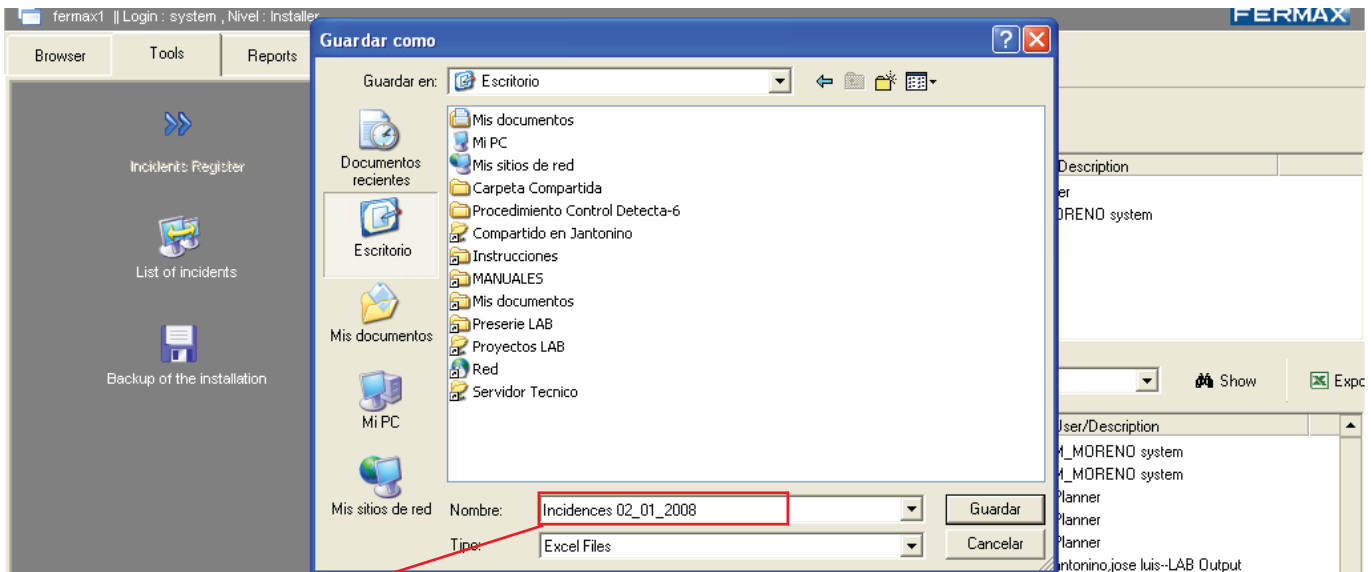 fermax1 || Login : system , Nivel : Installer
FERMAX
Browser
Tools
Reports
Incidents Register
List of incidents
Backup of the installation
Guardar como
Guardar en:
Escritorio
Documentos
recientes
Escritorio
Mis documentos
Mi PC
Mis sitios de red
Mis documentos
Mi PC
Mis sitios de red
Carpeta Compartida
Procedimiento Control Detecta-6
Compartido en Jantonino
Instrucciones
MANUALES
Mis documentos
Preserie LAB
Proyectos LAB
Red
Servidor Tecnico
Nombre:
Incidences 02_01_2008
Guardar
Tipo:
Excel Files
Cancelar
Description
er
ORENO system
Show
Expo
User/Description
M_MORENO system
M_MORENO system
Planner
Planner
Planner
antonino,jose luis--LAB Output